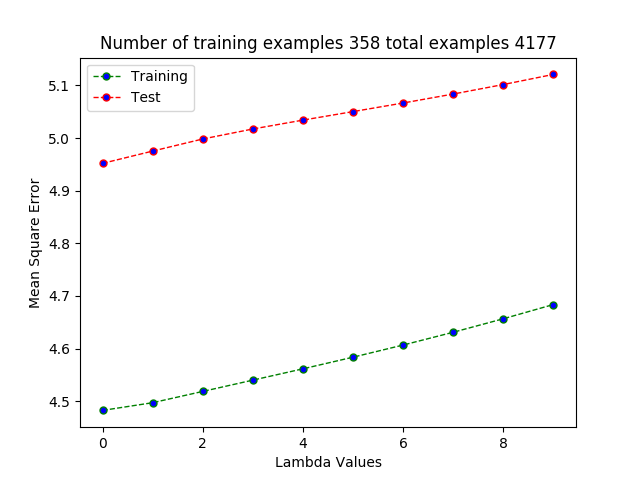 Number of training examples 358 total examples 4177
Training
Test
5.1
5.0
4.9
4.8
4.7
4.6
4.5
Mean Square Error
0 2 4 6 8
Lambda Values